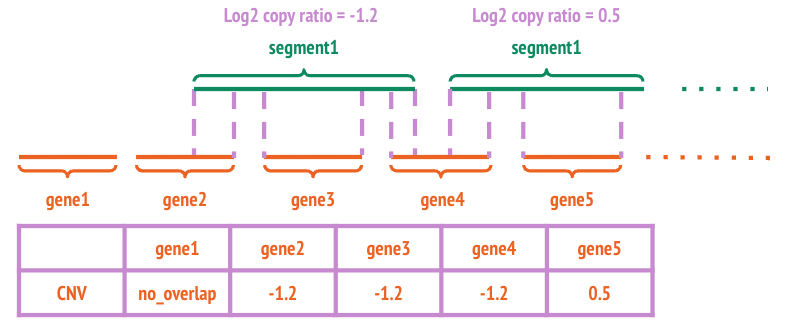 Log2 copy ratio = -1.2 Log2 copy ratio = 0.5
segment1 segment1
gene1 gene2 gene3 gene4 gene5
gene1 gene2 gene3 gene4 gene5
CNV no_overlap -1.2 -1.2 -1.2 0.5